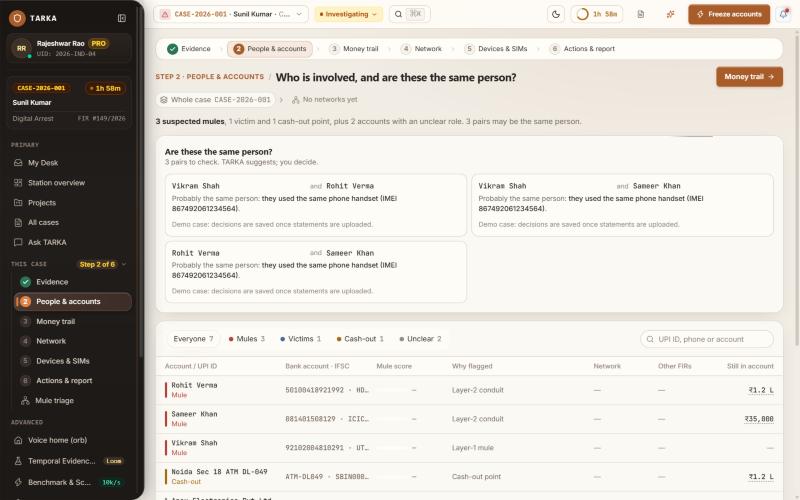 TARKA
RR
Rajeshwar Rao PRO
UID: 2026-IND-04
CASE-2026-001 1h 58m
Sunil Kumar
Digital Arrest FIR #149/2026
PRIMARY
My Desk
Station overview
Projects
All cases
Ask TARKA
THIS CASE Step 2 of 6
Evidence
2 People & accounts
3 Money trail
4 Network
5 Devices & SIMs
6 Actions & report
Mule triage
ADVANCED
Voice home (orb)
Temporal Evidenc... Loom
Benchmark & Sc... 10k/s
CASE-2026-001 · Sunil Kumar · C...
Investigating
⌘K
1h 58m
Freeze accounts
Evidence
2 People & accounts
3 Money trail
4 Network
5 Devices & SIMs
6 Actions & report
STEP 2 · PEOPLE & ACCOUNTS / Who is involved, and are these the same person?
Money trail →
Whole case CASE-2026-001 › No networks yet
3 suspected mules, 1 victim and 1 cash-out point, plus 2 accounts with an unclear role. 3 pairs may be the same person.
Are these the same person?
3 pairs to check. TARKA suggests; you decide.
Vikram Shah and Rohit Verma
Probably the same person: they used the same phone handset (IMEI
867492061234564).
Demo case: decisions are saved once statements are uploaded.
Vikram Shah and Sameer Khan
Probably the same person: they used the same phone handset (IMEI
867492061234564).
Demo case: decisions are saved once statements are uploaded.
Rohit Verma and Sameer Khan
Probably the same person: they used the same phone handset (IMEI
867492061234564).
Demo case: decisions are saved once statements are uploaded.
Everyone 7 Mules 3 Victims 1 Cash-out 1 Unclear 2
UPI ID, phone or account
Account / UPI ID Bank account · IFSC Mule score Why flagged Network Other FIRs Still in account
Rohit Verma
Mule
50100418921992 · HD… — Layer-2 conduit — — ₹1.2 L
Sameer Khan
Mule
081401508129 · ICIC… — Layer-2 conduit — — ₹35,000
Vikram Shah
Mule
92102004810291 · UT… — Layer-1 mule — — —
Noida Sec 18 ATM DL-049
Cash-out
ATM-DL049 · SBIN000… — Cash-out point — — ₹1.2 L